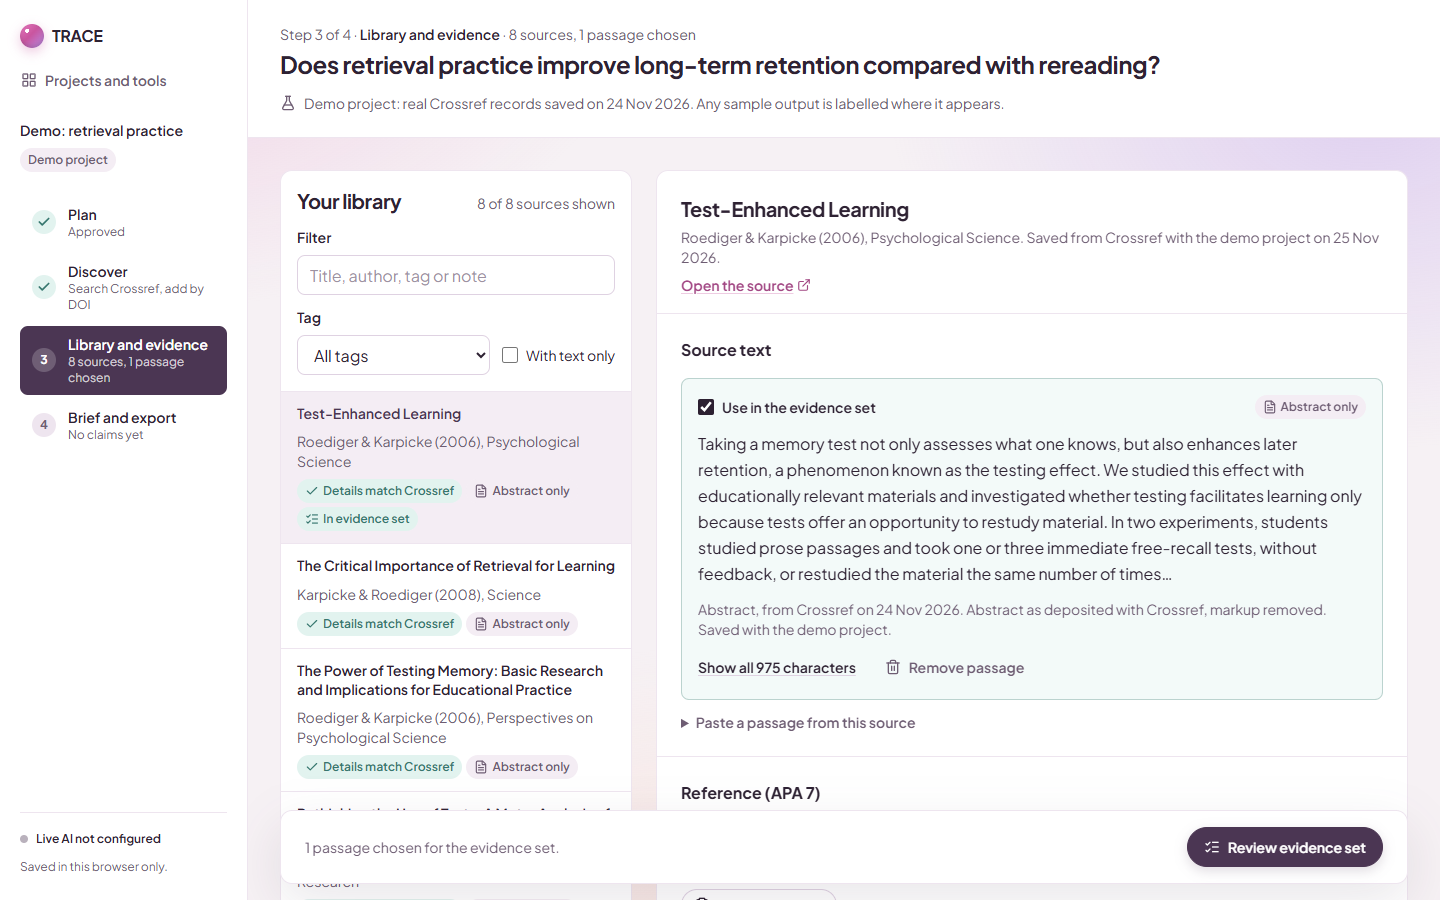 TRACE
Projects and tools
Demo: retrieval practice
Demo project
Plan
Approved
Discover
Search Crossref, add by
DOI
3
Library and evidence
8 sources, 1 passage
chosen
4
Brief and export
No claims yet
Live AI not configured
Saved in this browser only.
Step 3 of 4 · Library and evidence · 8 sources, 1 passage chosen
Does retrieval practice improve long-term retention compared with rereading?
Demo project: real Crossref records saved on 24 Nov 2026. Any sample output is labelled where it appears.
Your library
8 of 8 sources shown
Filter
Title, author, tag or note
Tag
All tags
With text only
Test-Enhanced Learning
Roediger & Karpicke (2006), Psychological
Science
Details match Crossref
Abstract only
In evidence set
The Critical Importance of Retrieval for Learning
Karpicke & Roediger (2008), Science
Details match Crossref
Abstract only
The Power of Testing Memory: Basic Research
and Implications for Educational Practice
Roediger & Karpicke (2006), Perspectives on
Psychological Science
Details match Crossref
Abstract only
Test-Enhanced Learning
Roediger & Karpicke (2006), Psychological Science. Saved from Crossref with the demo project on 25 Nov
2026.
Open the source
Source text
Use in the evidence set
Abstract only
Taking a memory test not only assesses what one knows, but also enhances later
retention, a phenomenon known as the testing effect. We studied this effect with
educationally relevant materials and investigated whether testing facilitates learning only
because tests offer an opportunity to restudy material. In two experiments, students
studied prose passages and took one or three immediate free-recall tests, without
feedback, or restudied the material the same number of times…
Abstract, from Crossref on 24 Nov 2026. Abstract as deposited with Crossref, markup removed.
Saved with the demo project.
Show all 975 characters
Remove passage
Paste a passage from this source
Reference (APA 7)
1 passage chosen for the evidence set.
Review evidence set